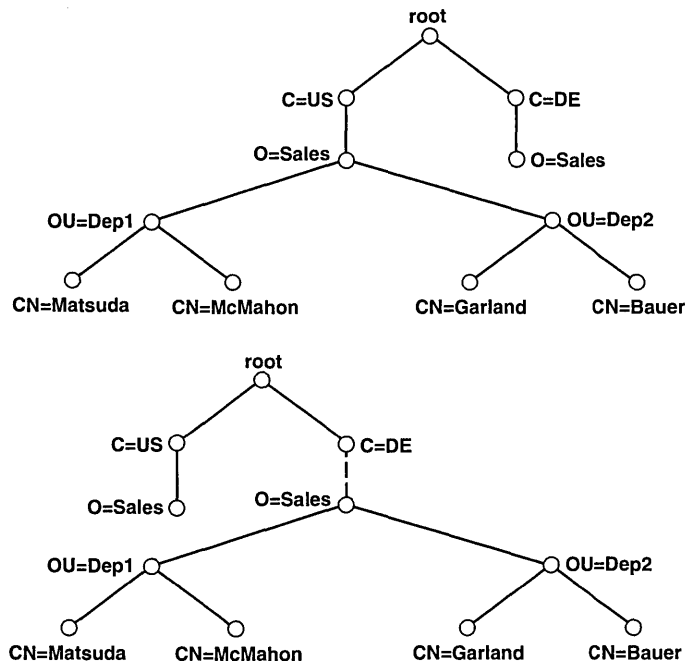 root
C=US
C=DE
O=Sales
O=Sales
OU=Dep1
OU=Dep2
CN=Matsuda
CN=McMahon
CN=Garland
CN=Bauer
root
C=US
C=DE
O=Sales
O=Sales
OU=Dep1
OU=Dep2
CN=Matsuda
CN=McMahon
CN=Garland
CN=Bauer